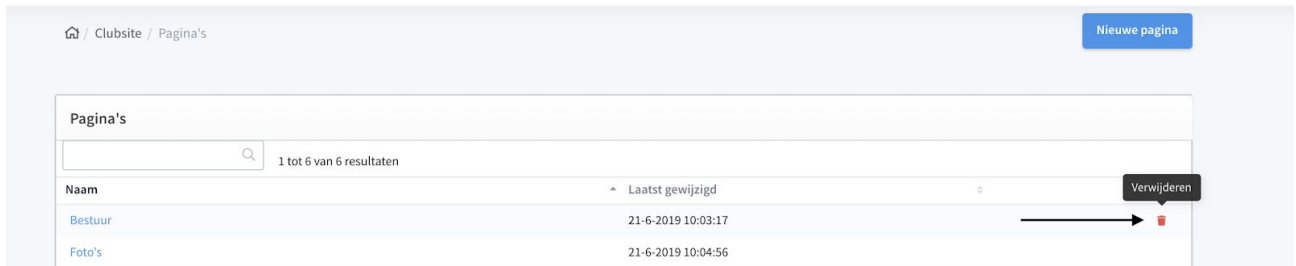 / Clubsite / Pagina's
Nieuwe pagina
Pagina's
1 tot 6 van 6 resultaten
Naam Laatst gewijzigd
Verwijderen
Bestuur 21-6-2019 10:03:17
Foto's 21-6-2019 10:04:56